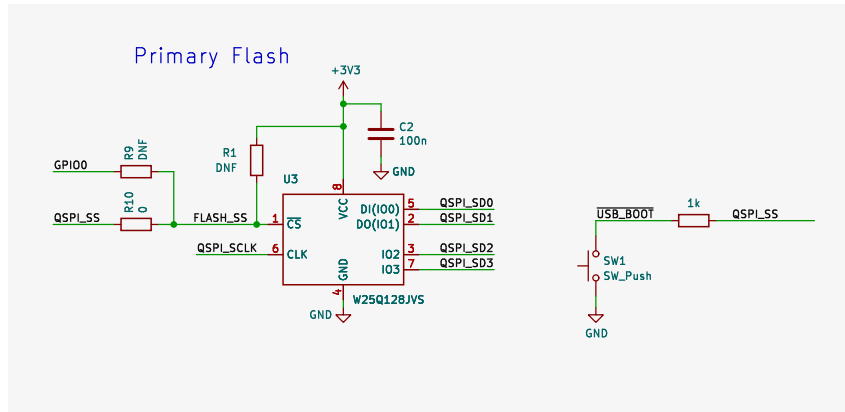 Primary Flash
+3V3
C2
100n
GND
R9
DNF
R1
DNF
GPIO0
U3
R10
0
QSPI_SS
FLASH_SS
QSPI_SCLK
8
VCC
1
CS
6
CLK
DI(IO0)
5
QSPI_SD0
DO(IO1)
2
QSPI_SD1
IO2
3
QSPI_SD2
IO3
7
QSPI_SD3
GND
4
W25Q128JVS
GND
USB_BOOT
1k
QSPI_SS
SW1
SW_Push
GND